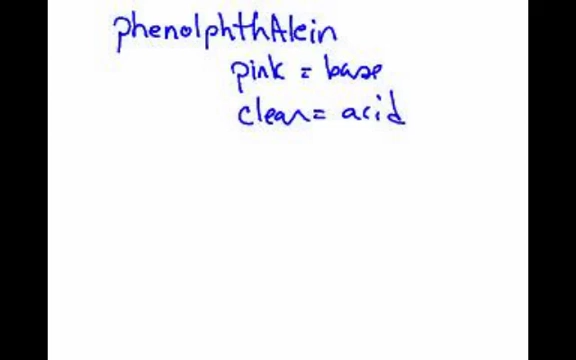 phenolphthAlein
pink = base
clear = acid